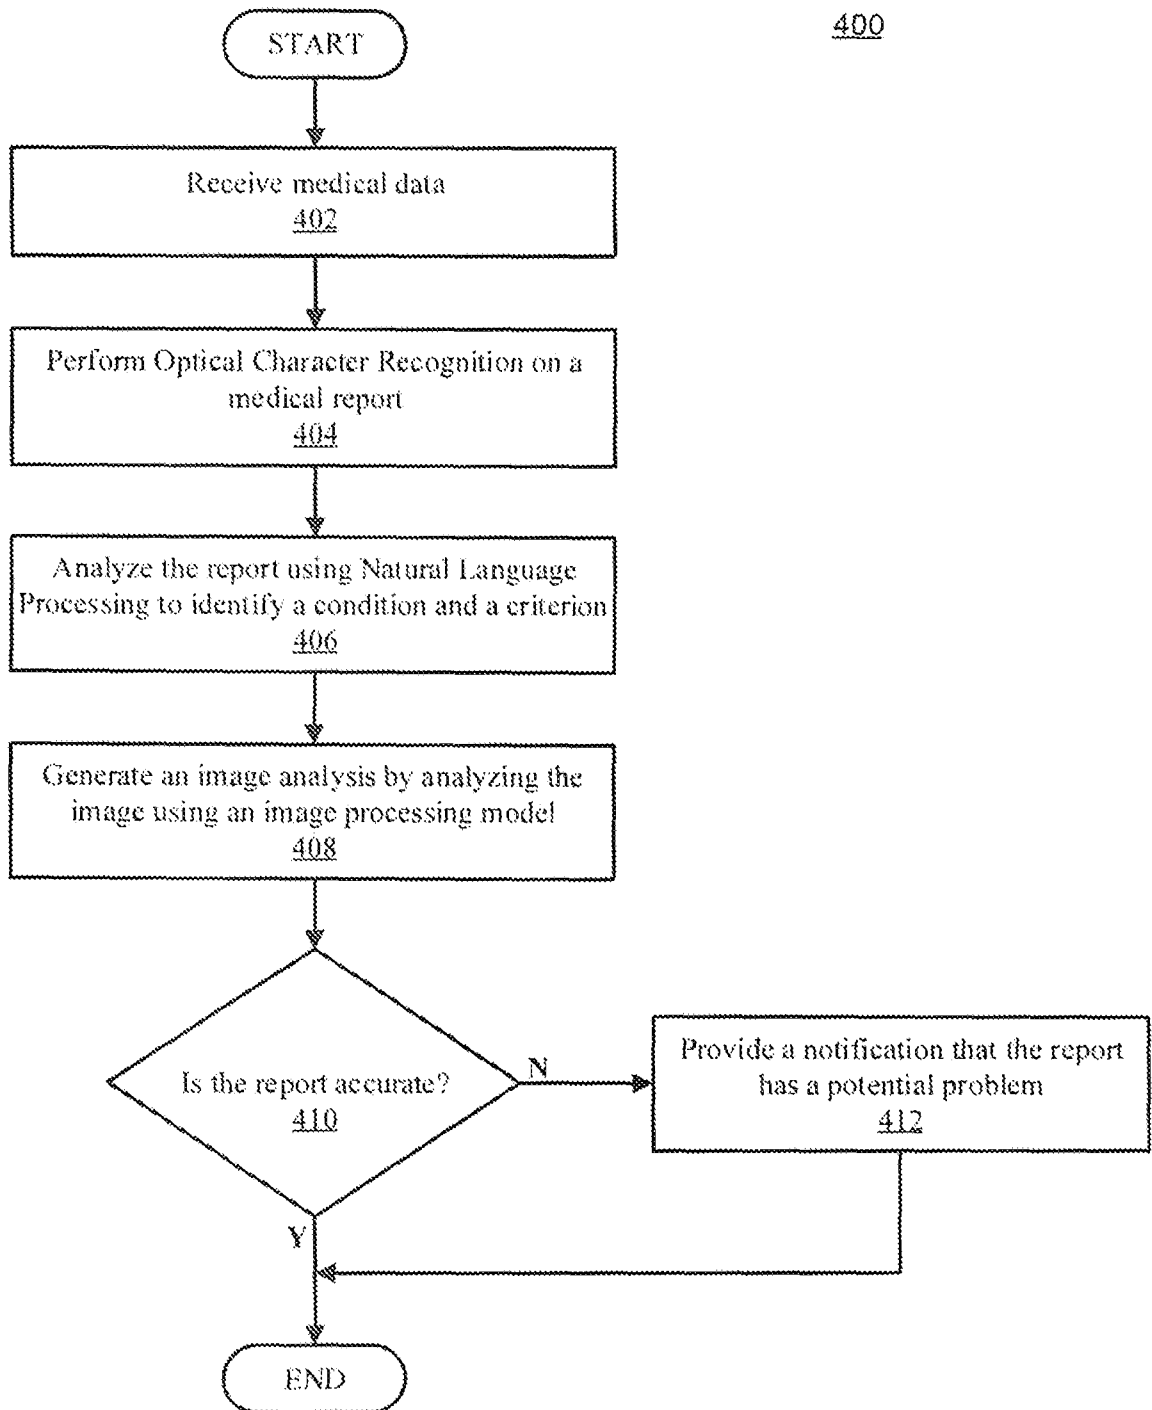 400
START
Receive medical data
402
Perform Optical Character Recognition on a
medical report
404
Analyze the report using Natural Language
Processing to identify a condition and a criterion
406
Generate an image analysis by analyzing the
image using an image processing model
408
Is the report accurate?
410
N
Provide a notification that the report
has a potential problem
412
Y
END